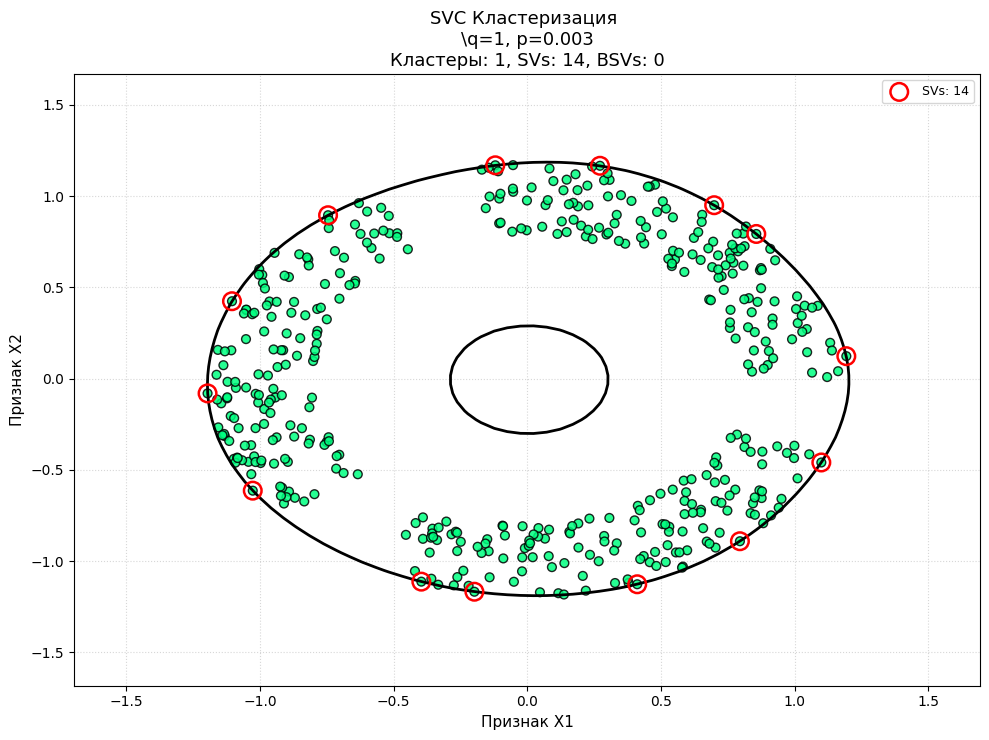 SVC Кластеризация
\q=1, p=0.003
Кластеры: 1, SVs: 14, BSVs: 0
SVs: 14
1.5
1.0
0.5
0.0
−0.5
−1.0
−1.5
Признак X2
−1.5 −1.0 −0.5 0.0 0.5 1.0 1.5
Признак X1